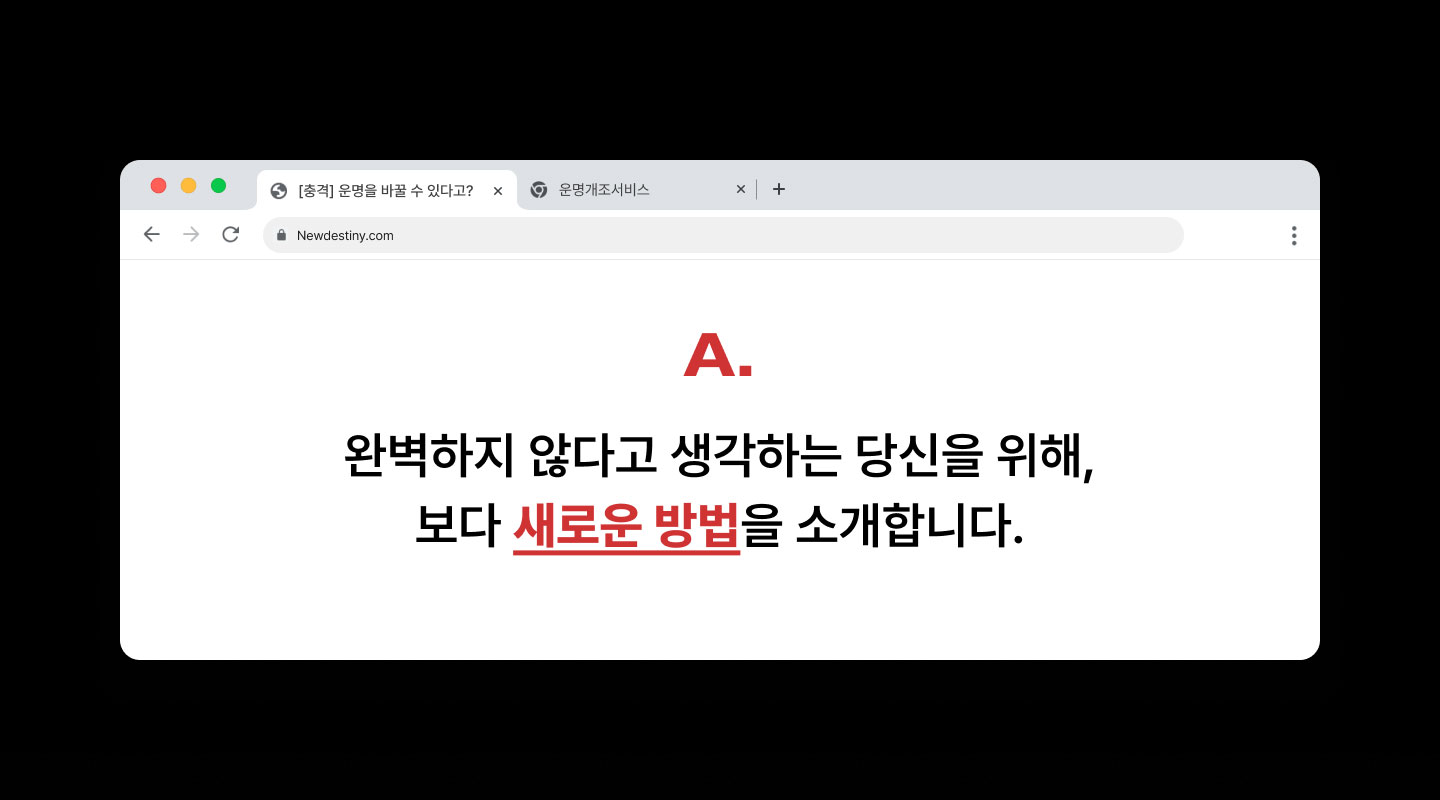 [충격] 운명을 바꿀 수 있다고?
운명개조서비스
Newdestiny.com
A.
완벽하지 않다고 생각하는 당신을 위해,
보다 새로운 방법을 소개합니다.